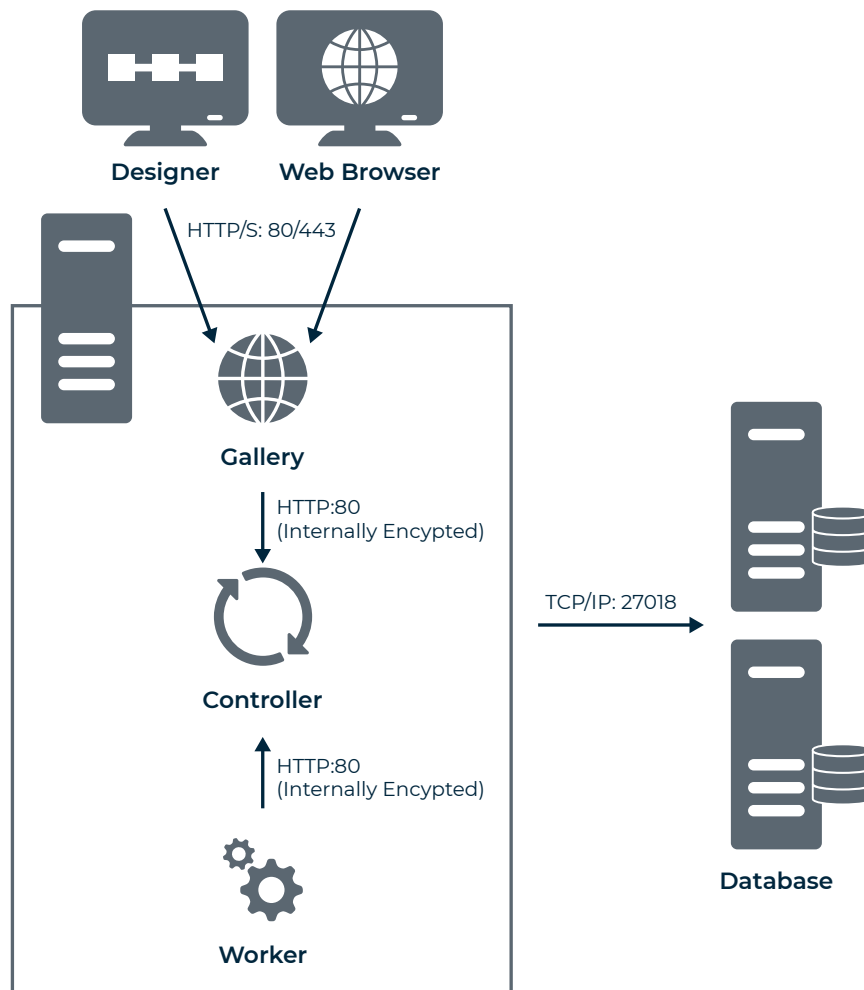 Designer
Web Browser
HTTP/S: 80/443
Gallery
HTTP:80
(Internally Encypted)
TCP/IP: 27018
Controller
HTTP:80
(Internally Encypted)
Database
Worker